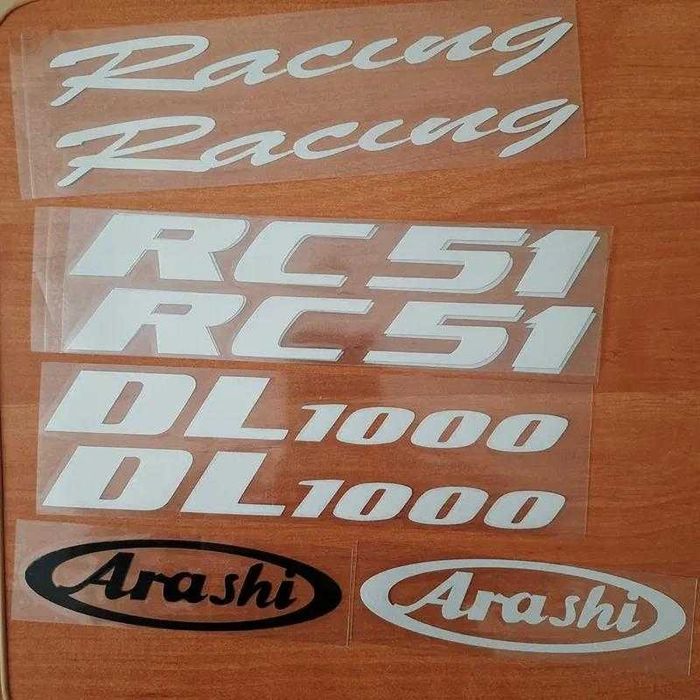 Racing
Racing
RC51
RC51
DL1000
DL1000
Arashi
Arashi